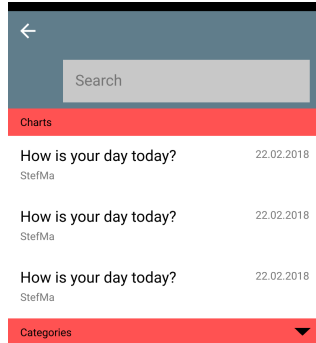 Search
Charts
How is your day today? 22.02.2018
StefMa
How is your day today? 22.02.2018
StefMa
How is your day today? 22.02.2018
StefMa
Categories